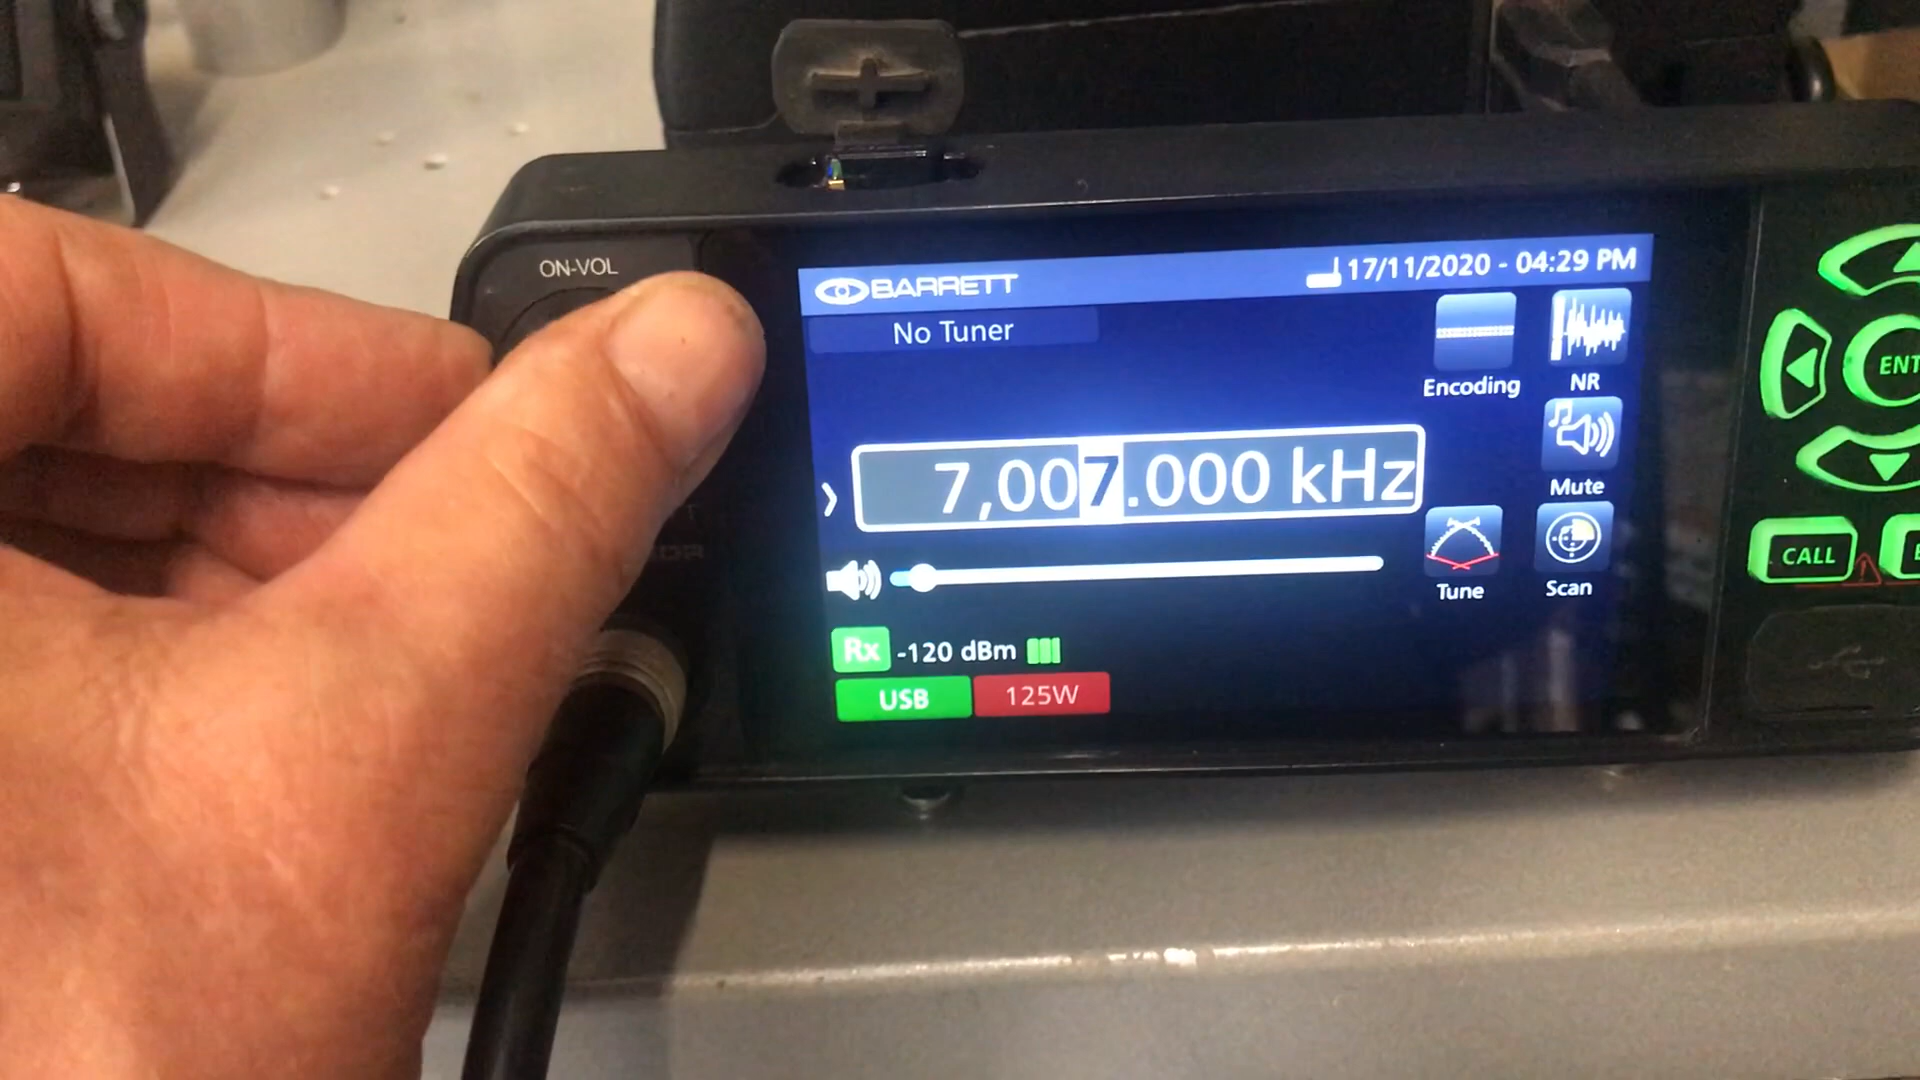 ON-VOL
BARRETT
17/11/2020 - 04:29 PM
No Tuner
Encoding
NR
7,007.000 kHz
Mute
Tune
Scan
Rx -120 dBm
USB 125W
ENT
CALL